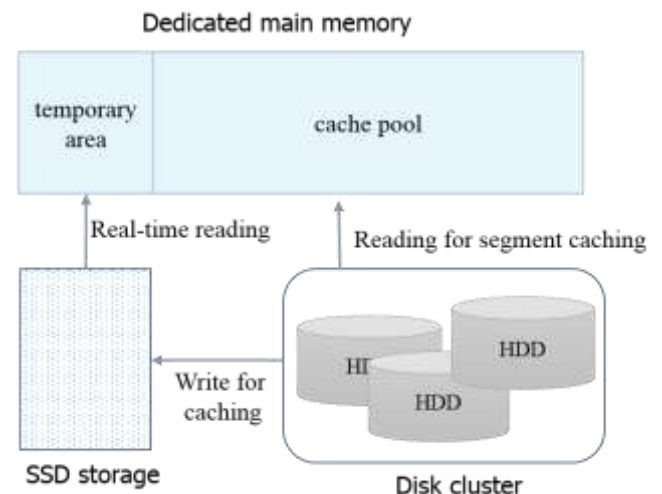 Dedicated main memory
temporary
area
cache pool
Real-time reading
Reading for segment caching
HDD
HDD
Write for
caching
SSD storage
Disk cluster